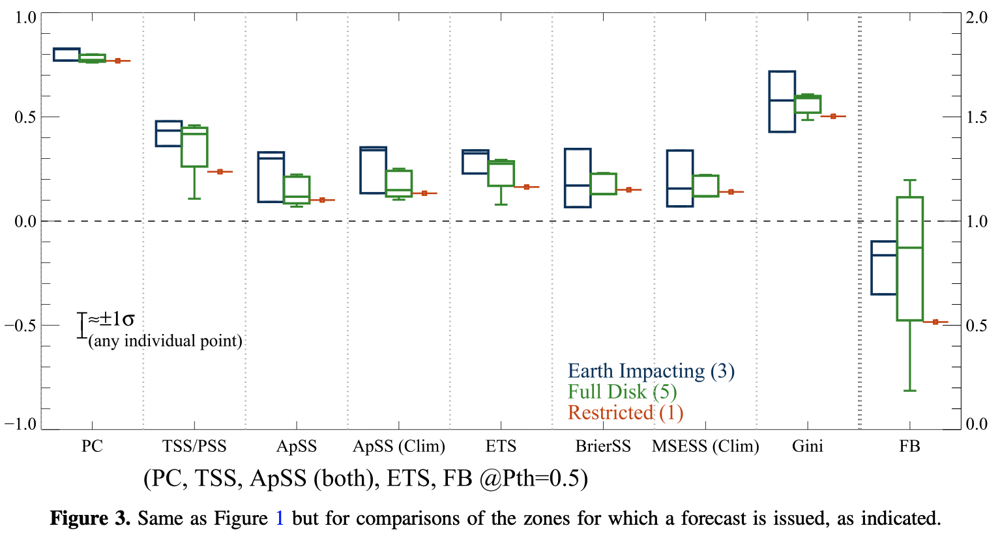 1.0
2.0
0.5
1.5
0.0
1.0
≈±1σ
−0.5
0.5
(any individual point)
Earth Impacting (3)
Full Disk (5)
Restricted (1)
−1.0
0.0
PC TSS/PSS ApSS ApSS (Clim) ETS BrierSS MSESS (Clim) Gini FB
(PC, TSS, ApSS (both), ETS, FB @Pth=0.5)
Figure 3. Same as Figure 1 but for comparisons of the zones for which a forecast is issued, as indicated.